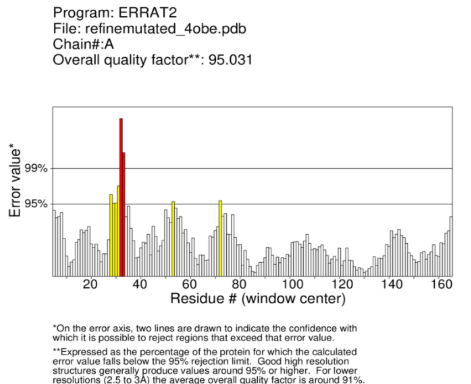 Program: ERRAT2
File: refinemutated_4obe.pdb
Chain#:A
Overall quality factor**: 95.031
99%
95%
Error value*
20 40 60 80 100 120 140 160
Residue # (window center)
*On the error axis, two lines are drawn to indicate the confidence with
which it is possible to reject regions that exceed that error value.
**Expressed as the percentage of the protein for which the calculated
error value falls below the 95% rejection limit.  Good high resolution
structures generally produce values around 95% or higher.  For lower
resolutions (2.5 to 3A) the average overall quality factor is around 91%.